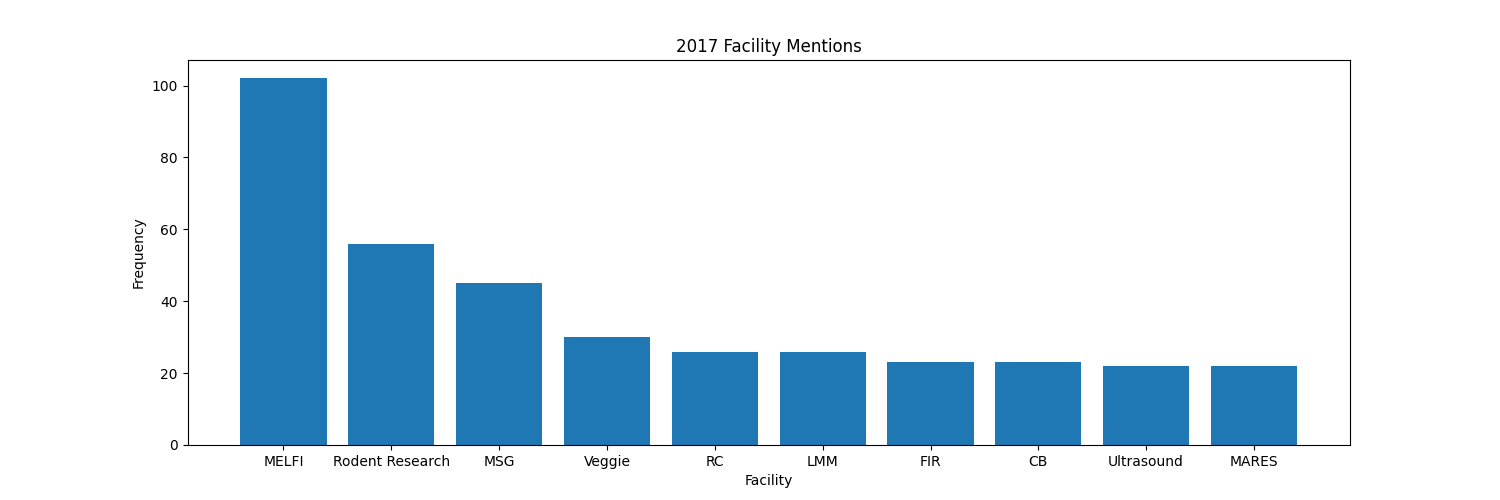 2017 Facility Mentions
Frequency
100
80
60
40
20
0
MELFI Rodent Research MSG Veggie RC LMM FIR CB Ultrasound MARES
Facility